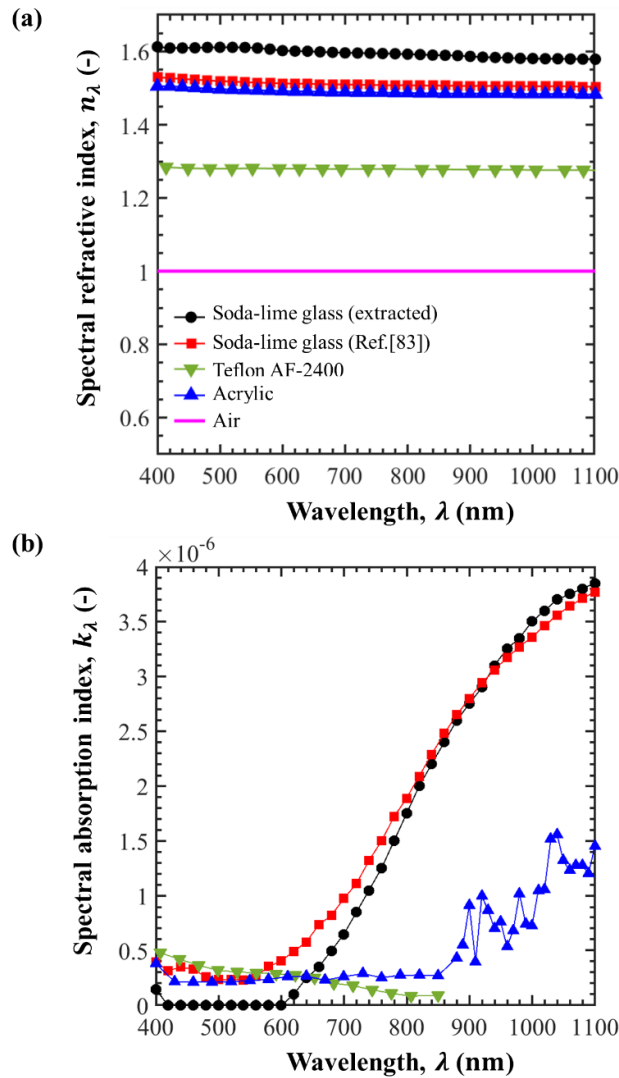 (a)
Spectral refractive index, nλ (-)
1.6
1.4
1.2
1
0.8
0.6
Soda-lime glass (extracted)
Soda-lime glass (Ref.[83])
Teflon AF-2400
Acrylic
Air
400 500 600 700 800 900 1000 1100
Wavelength, λ (nm)
(b)
×10⁻⁶
Spectral absorption index, kλ (-)
4
3.5
3
2.5
2
1.5
1
0.5
0
400 500 600 700 800 900 1000 1100
Wavelength, λ (nm)